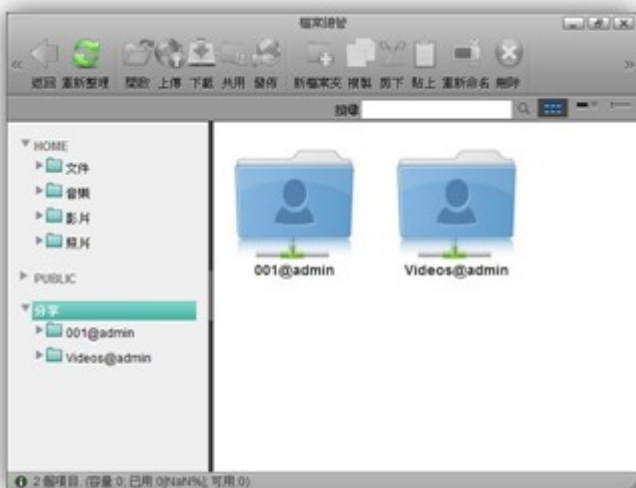 檔案總管
返回 重新整理 開啟 上傳 下載 共用 發佈 新檔案夾 複製 剪下 貼上 重新命名 刪除
搜尋
HOME
文件
音樂
影片
照片
PUBLIC
分享
001@admin
Videos@admin
001@admin
Videos@admin
2 個項目. (容量:0; 已用:0[NaN%]; 可用:0)